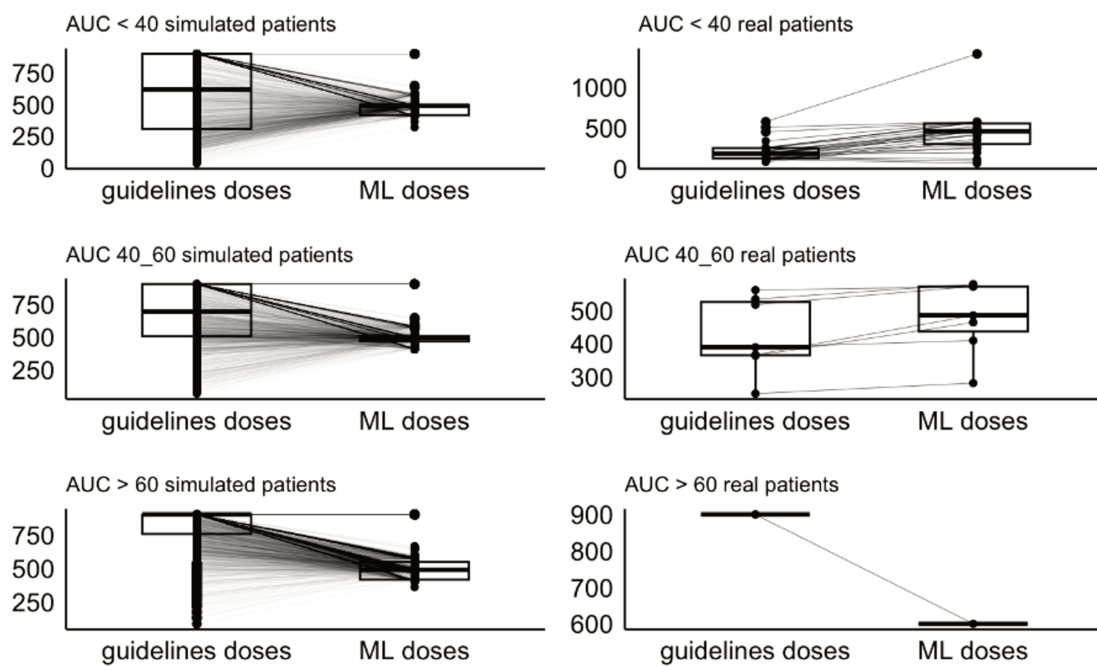 AUC < 40 simulated patients
750
500
250
0
guidelines doses ML doses
AUC < 40 real patients
1000
500
0
guidelines doses ML doses
AUC 40_60 simulated patients
750
500
250
guidelines doses ML doses
AUC 40_60 real patients
500
400
300
guidelines doses ML doses
AUC > 60 simulated patients
750
500
250
guidelines doses ML doses
AUC > 60 real patients
900
800
700
600
guidelines doses ML doses